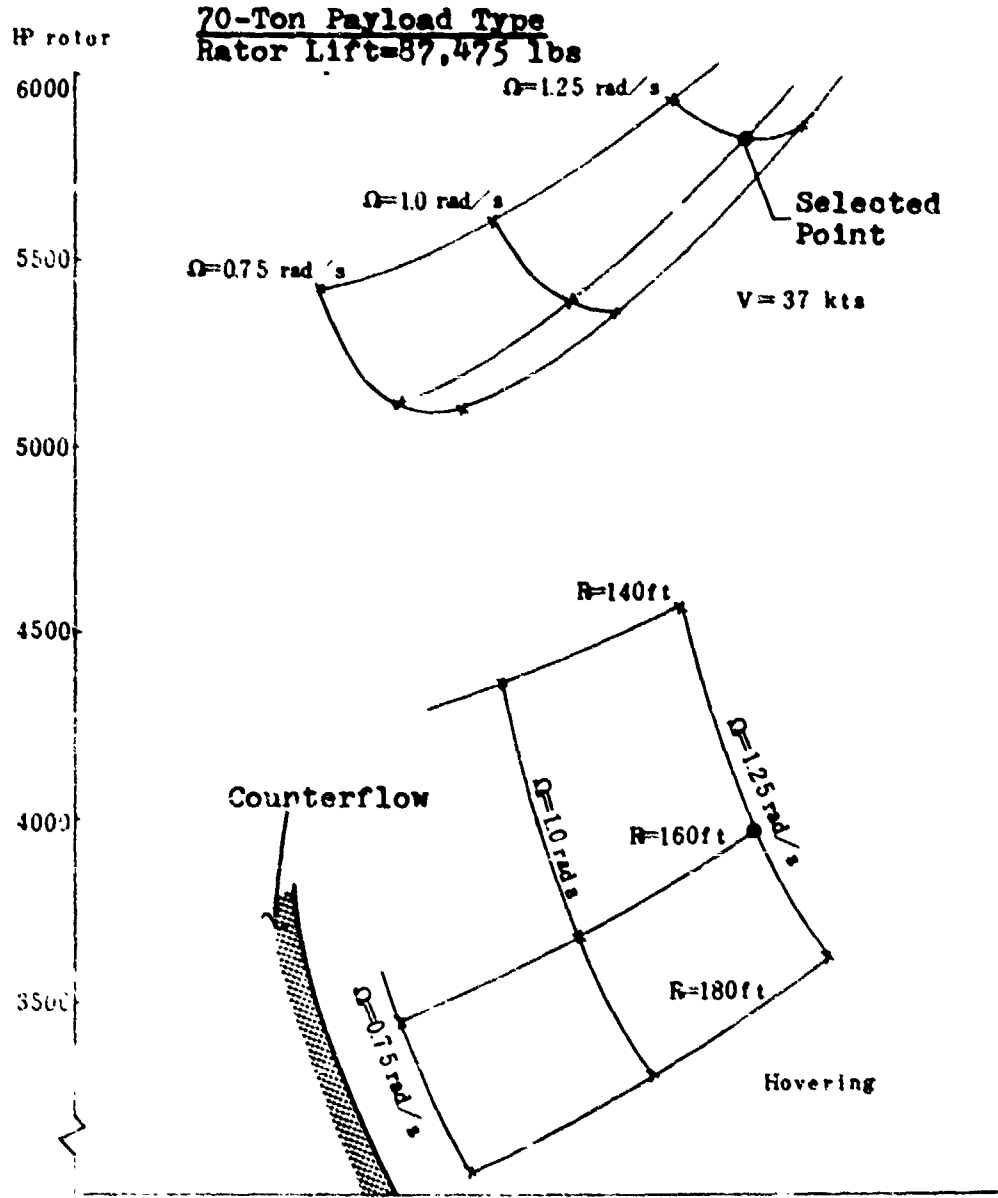 HP rotor
70-Ton Payload Type
Rator Lift=87,475 lbs
6000
Ω=1.25 rad/s
Ω=1.0 rad/s
Selected
Point
5500
Ω=0.75 rad/s
V=37 kts
5000
R=140ft
4500
Ω=1.25 rad/s
Counterflow
Ω=1.0 rad s
4000
R=160ft
3500
R=180ft
Ω=0.75 rad/s
Hovering